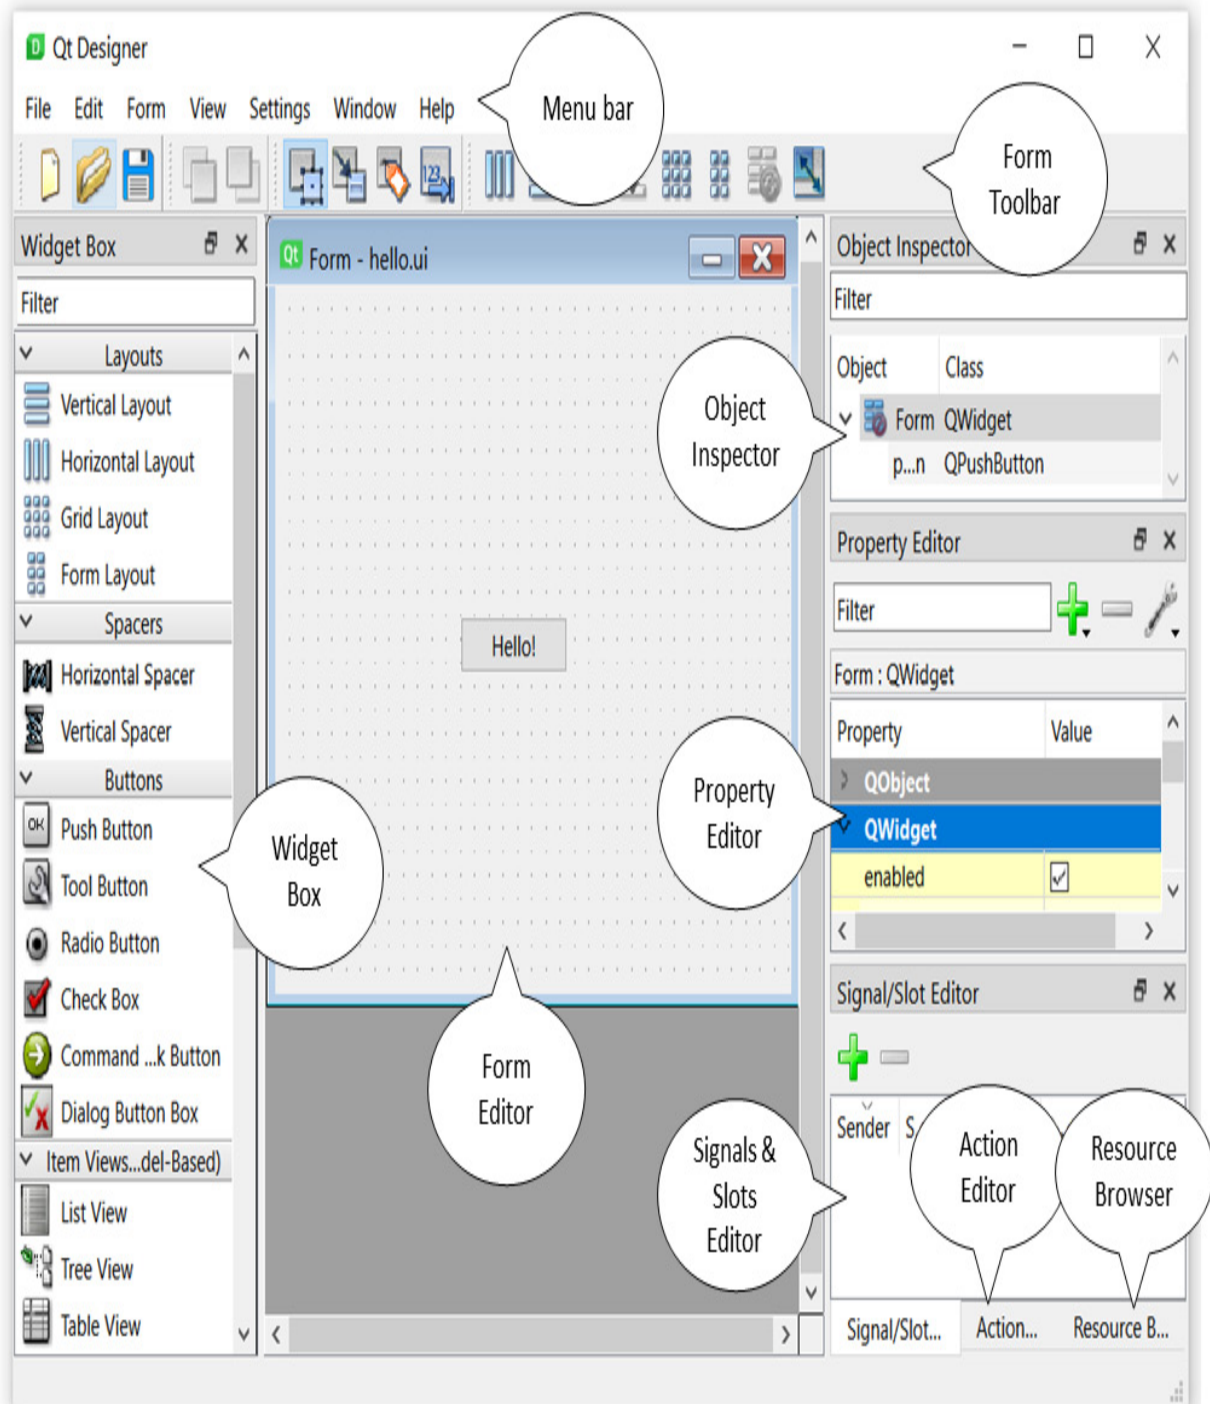 Qt Designer
File Edit Form View Settings Window Help
Menu bar
Form
Toolbar
Widget Box
Filter
Layouts
Vertical Layout
Horizontal Layout
Grid Layout
Form Layout
Spacers
Horizontal Spacer
Vertical Spacer
Buttons
OK
Push Button
Tool Button
Radio Button
Check Box
Command ...k Button
Dialog Button Box
Item Views...del-Based)
List View
Tree View
Table View
Widget
Box
123
Qt Form - hello.ui
Hello!
Form
Editor
Object Inspector
Filter
Object Class
Form QWidget
p...n QPushButton
Object
Inspector
Property Editor
Filter
Form : QWidget
Property Value
QObject
QWidget
enabled
Property
Editor
Signal/Slot Editor
Sender S
Signals &
Slots
Editor
Action
Editor
Resource
Browser
Signal/Slot... Action... Resource B...